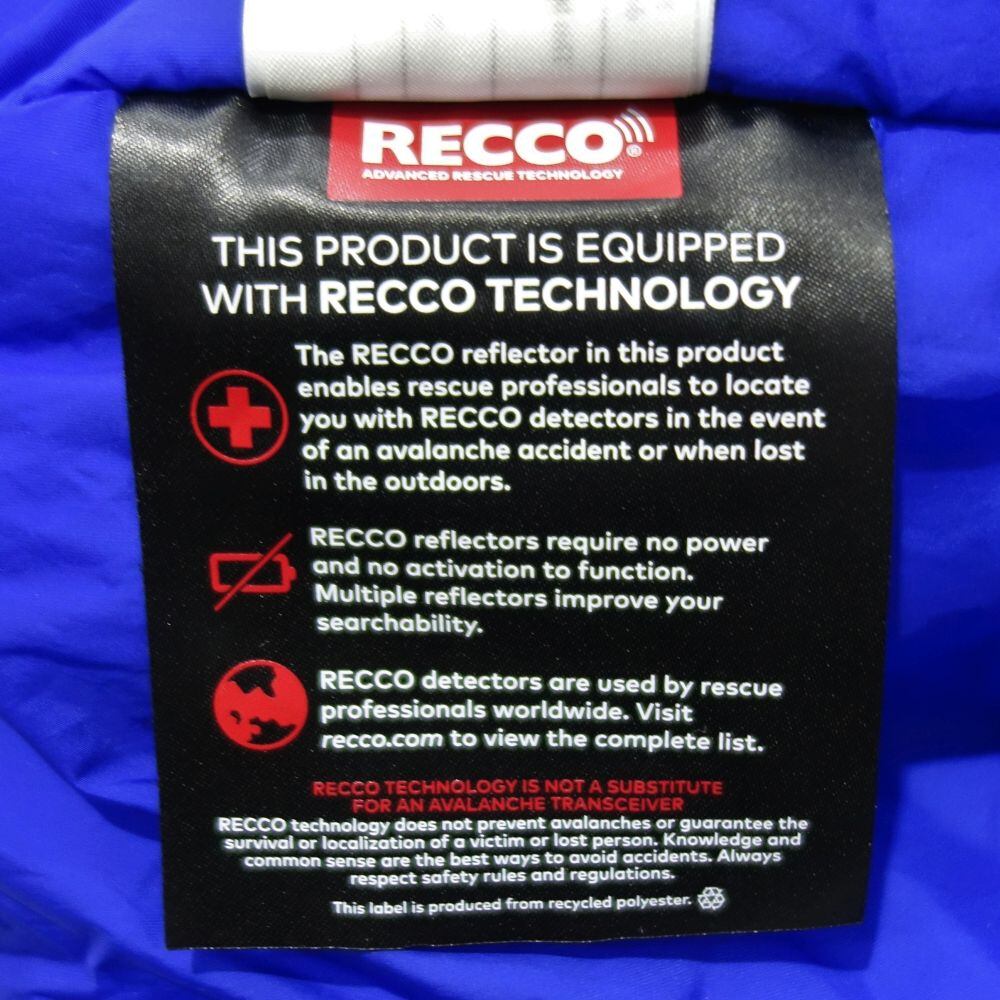 RECCO®
ADVANCED RESCUE TECHNOLOGY
THIS PRODUCT IS EQUIPPED
WITH RECCO TECHNOLOGY
The RECCO reflector in this product
enables rescue professionals to locate
you with RECCO detectors in the event
of an avalanche accident or when lost
in the outdoors.
RECCO reflectors require no power
and no activation to function.
Multiple reflectors improve your
searchability.
RECCO detectors are used by rescue
professionals worldwide. Visit
recco.com to view the complete list.
RECCO TECHNOLOGY IS NOT A SUBSTITUTE
FOR AN AVALANCHE TRANSCEIVER
RECCO technology does not prevent avalanches or guarantee the
survival or localization of a victim or lost person. Knowledge and
common sense are the best ways to avoid accidents. Always
respect safety rules and regulations.
This label is produced from recycled polyester.